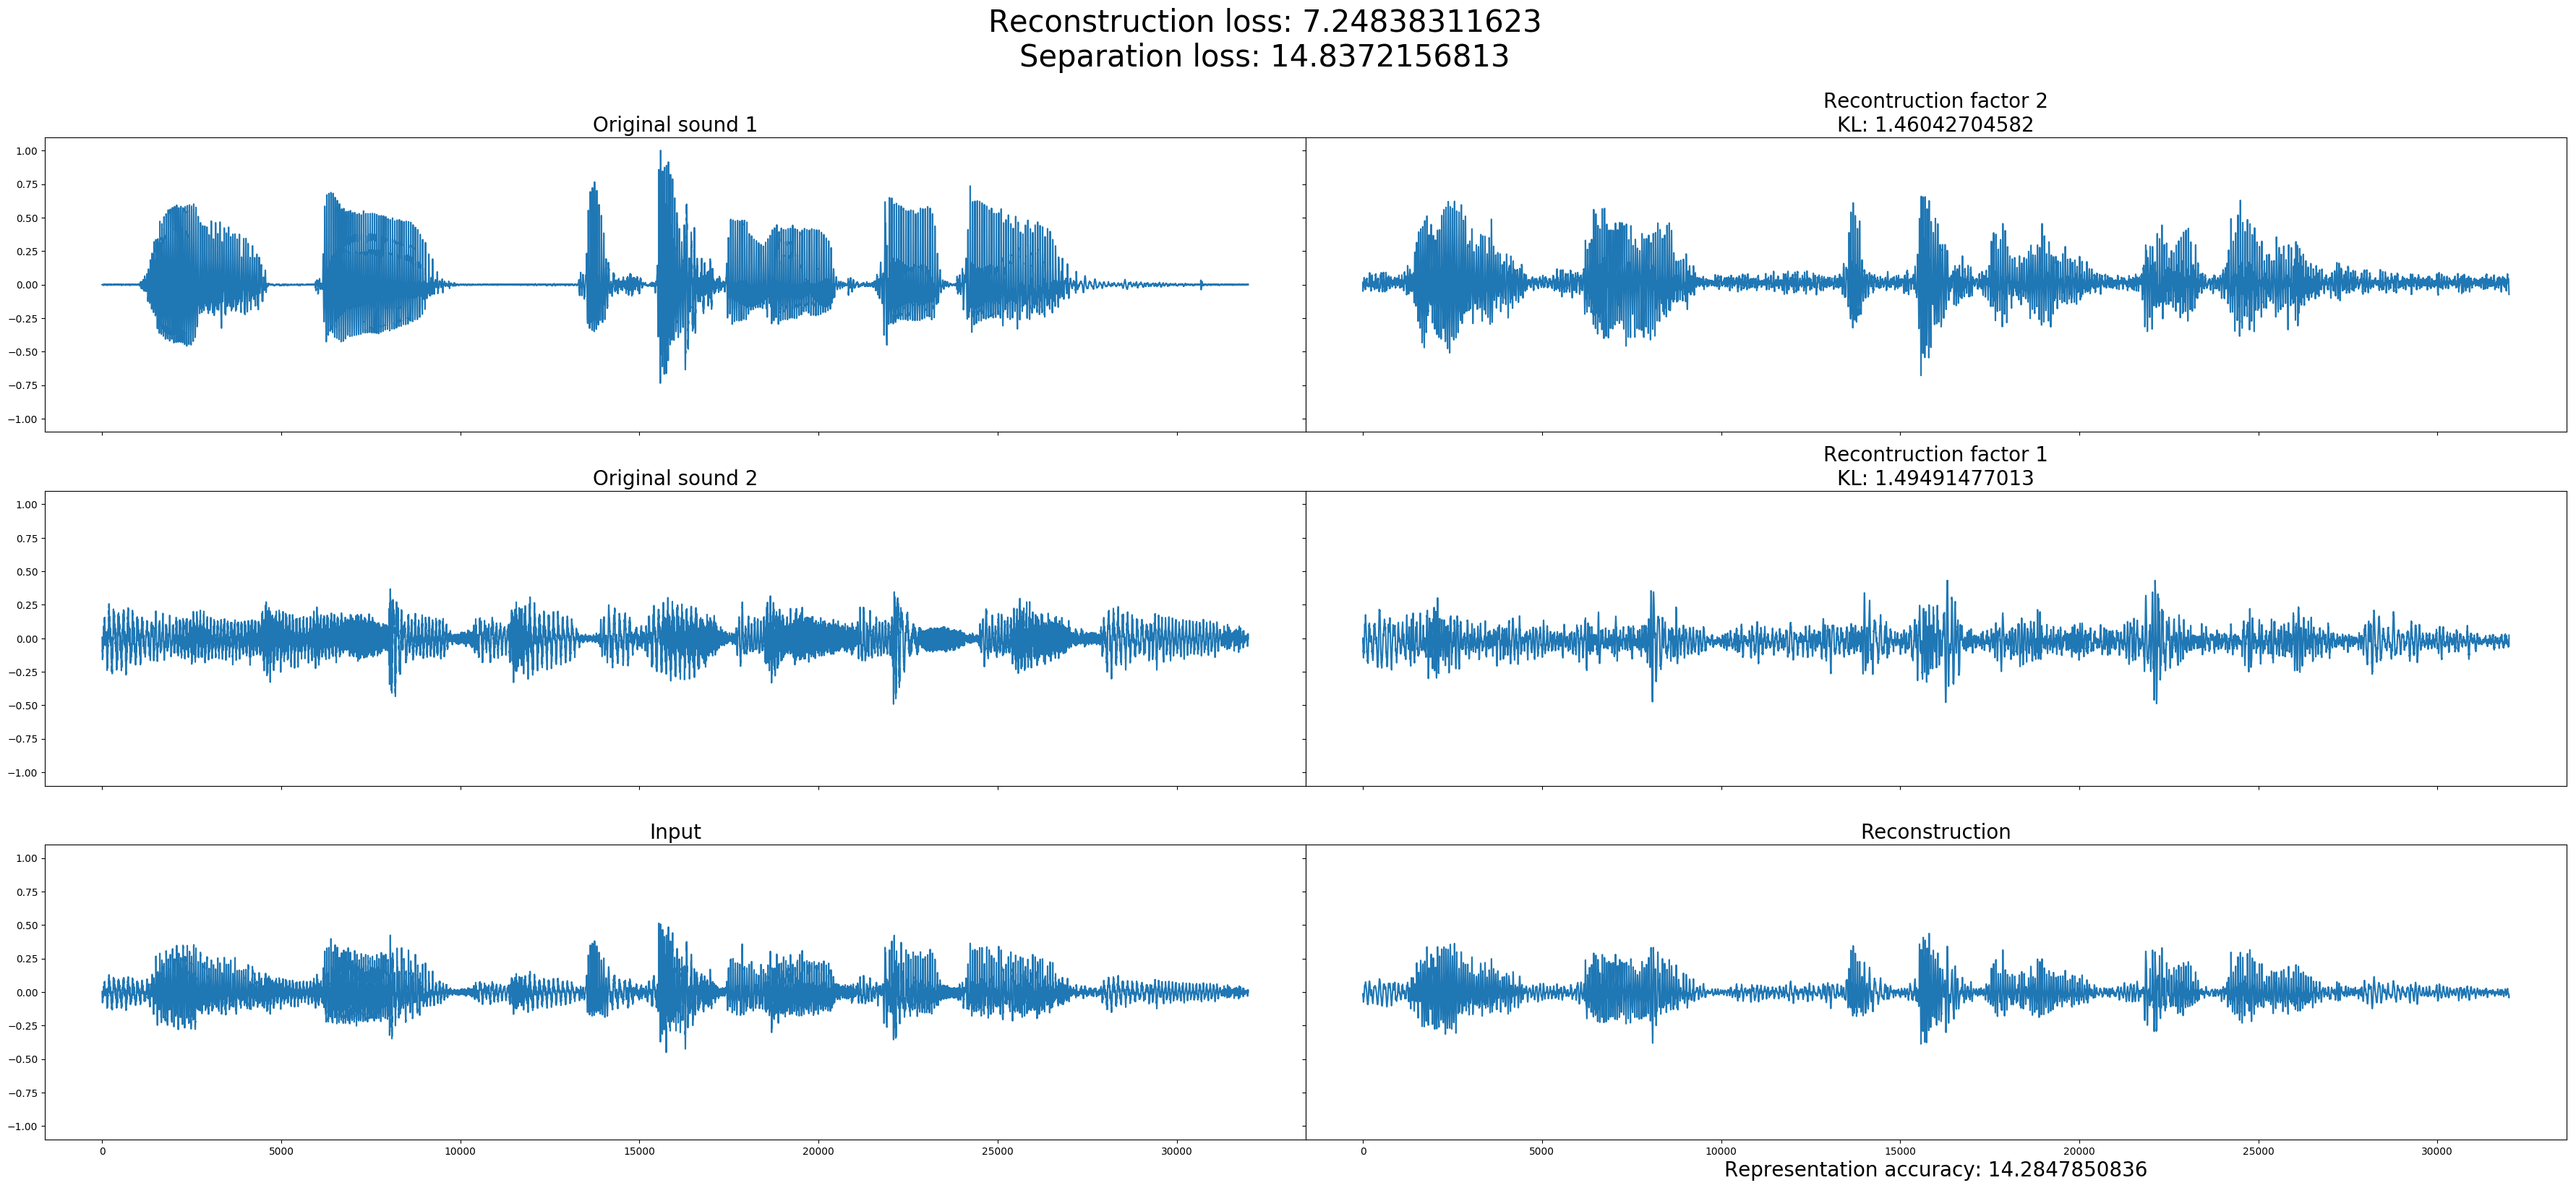 Reconstruction loss: 7.24838311623
Separation loss: 14.8372156813
Original sound 1
1.00
0.75
0.50
0.25
0.00
−0.25
−0.50
−0.75
−1.00
Recontruction factor 2
KL: 1.46042704582
Original sound 2
1.00
0.75
0.50
0.25
0.00
−0.25
−0.50
−0.75
−1.00
Recontruction factor 1
KL: 1.49491477013
Input
1.00
0.75
0.50
0.25
0.00
−0.25
−0.50
−0.75
−1.00
0 5000 10000 15000 20000 25000 30000
Reconstruction
0 5000 10000 15000 20000 25000 30000
Representation accuracy: 14.2847850836